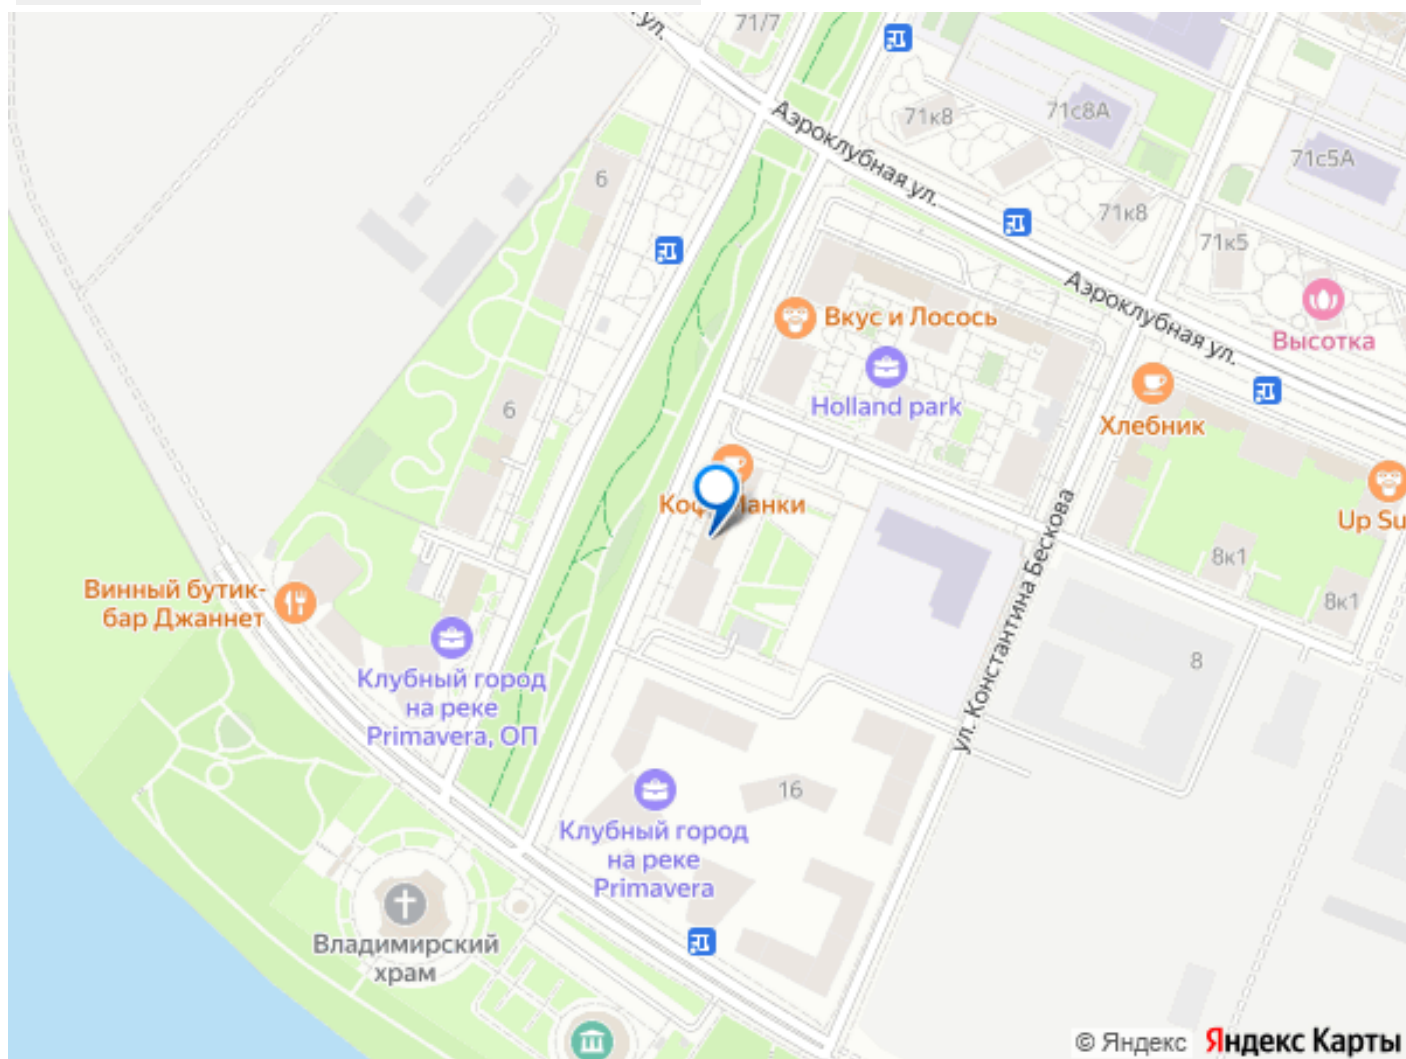 71/7
ул.
Аэроклубная ул.
71к8
71с8А
71с5А
6
71к8
71к5
Аэроклубная ул.
Вкус и Лосось
Высотка
Holland park
6
Хлебник
Up Su
8к1
8к1
ул. Константина Бескова
Винный бутик-
бар Джаннет
8
Клубный город
на реке
Primavera, ОП
16
Клубный город
на реке
Primavera
Владимирский
храм
© Яндекс Яндекс Карты